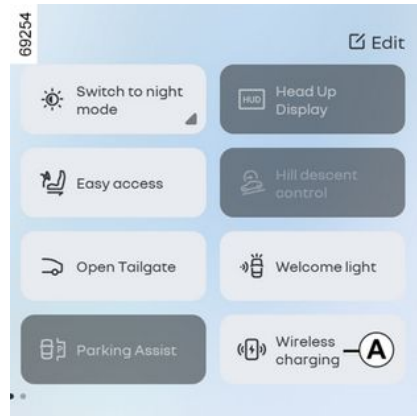 69254
Edit
Switch to night
mode
HUD
Head Up
Display
Easy access
Hill descent
control
Open Tailgate
Welcome light
P
Parking Assist
Wireless
charging
A